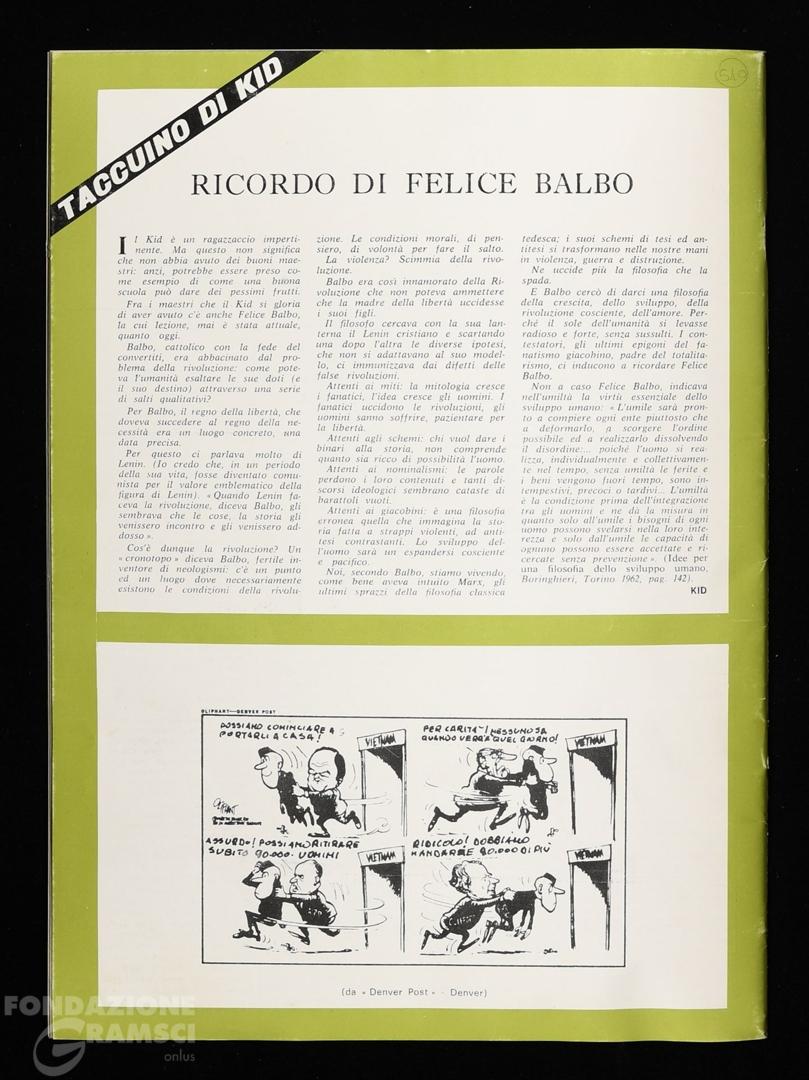 TACCUINO DI KID
RICORDO DI FELICE BALBO
Il Kid è un ragazzaccio imperti-
nente. Ma questo non significa
che non abbia avuto dei buoni mae-
stri: anzi, potrebbe essere preso co-
me esempio di come una buona
scuola può dare dei pessimi frutti.
Fra i maestri che il Kid si gloria
di aver avuto c'è anche Felice Balbo,
la cui lezione, mai è stata attuale,
quanto oggi.
Balbo, cattolico con la fede del
convertiti, era abbacinato dal pro-
blema della rivoluzione: come pote-
va l'umanità esaltare le sue doti (e
il suo destino) attraverso una serie
di salti qualitativi?
Per Balbo, il regno della libertà, che
doveva succedere al regno della ne-
cessità era un luogo concreto, una
data precisa.
Per questo ci parlava molto di
Lenin. (Io credo che, in un periodo
della sua vita, fosse diventato comu-
nista per il valore emblematico della
figura di Lenin). « Quando Lenin fa-
ceva la rivoluzione, diceva Balbo, gli
sembrava che le cose, la storia gli
venissero incontro e gli venissero ad-
dosso ».
Cos'è dunque la rivoluzione? Un
« cronotopo » diceva Balbo, fertile in-
ventore di neologismi: c'è un punto
ed un luogo dove necessariamente
esistono le condizioni della rivolu-
zione. Le condizioni morali, di pen-
siero, di volontà per fare il salto.
La violenza? Scimmia della rivo-
luzione.
Balbo era così innamorato della Ri-
voluzione che non poteva ammettere
che la madre della libertà uccidesse
i suoi figli.
Il filosofo cercava con la sua lan-
terna il Lenin cristiano e scartando
una dopo l'altra le diverse ipotesi,
che non si adattavano al suo model-
lo, ci immunizzava dai difetti delle
false rivoluzioni.
Attenti ai miti: la mitologia cresce
i fanatici, l'idea cresce gli uomini. I
fanatici uccidono le rivoluzioni, gli
uomini sanno soffrire, pazientare per
la libertà.
Attenti agli schemi: chi vuol dare i
binari alla storia, non comprende
quanto sia ricco di possibilità l'uomo.
Attenti ai nominalismi: le parole
perdono i loro contenuti e tanti di-
scorsi ideologici sembrano cataste di
barattoli vuoti.
Attenti ai giacobini: è una filosofia
erronea quella che immagina la sto-
ria fatta a strappi violenti, ad anti-
tesi contrastanti. Lo sviluppo del-
l'uomo sarà un espandersi cosciente
e pacifico.
Noi, secondo Balbo, stiamo vivendo,
come bene aveva intuito Marx, gli
ultimi sprazzi della filosofia classica
tedesca; i suoi schemi di tesi ed an-
titesi si trasformano nelle nostre mani
in violenza, guerra e distruzione.
Ne uccide più la filosofia che la
spada.
E Balbo cercò di darci una filosofia
della crescita, dello sviluppo, della
rivoluzione cosciente, dell'amore. Per-
ché il sole dell'umanità si levasse
radioso e forte, senza sussulti. I con-
testatori, gli ultimi epigoni del fa-
natismo giacobino, padre del totalita-
rismo, ci inducono a ricordare Felice
Balbo.
Non a caso Felice Balbo, indicava
nell'umiltà la virtù essenziale dello
sviluppo umano: « L'umile sarà pron-
to a compiere ogni ente piuttosto che
a deformarlo, a scorgere l'ordine
possibile ed a realizzarlo dissolvendo
il disordine:... poiché l'uomo si rea-
lizza, individualmente e collettivamen-
te nel tempo, senza umiltà le ferite e
i beni vengono fuori tempo, sono in-
tempestivi, precoci o tardivi... L'umiltà
è la condizione prima dell'integrazione
tra gli uomini e ne dà la misura in
quanto solo all'umile i bisogni di ogni
uomo possono svelarsi nella loro inte-
rezza e solo dall'umile le capacità di
ognuno possono essere accettate e ri-
cercate senza prevenzione ». (Idee per
una filosofia dello sviluppo umano,
Boringhieri, Torino 1962, pag. 142).
KID
OLIPHANT—DENVER POST
POSSIAMO COMINCIARE A
PORTARLI A CASA!
VIETNAM
PER CARITA'! NESSUNO SA
QUANDO VERRA' QUEL GIORNO!
VIETNAM
ASSURDO! POSSIAMO RITIRARE
SUBITO 90.000 UOMINI
VIETNAM
RIDICOLO! DOBBIAMO
MANDARNE 90.000 DI PIÙ
VIETNAM
(da « Denver Post » - Denver)
FONDAZIONE
GRAMSCI
onlus